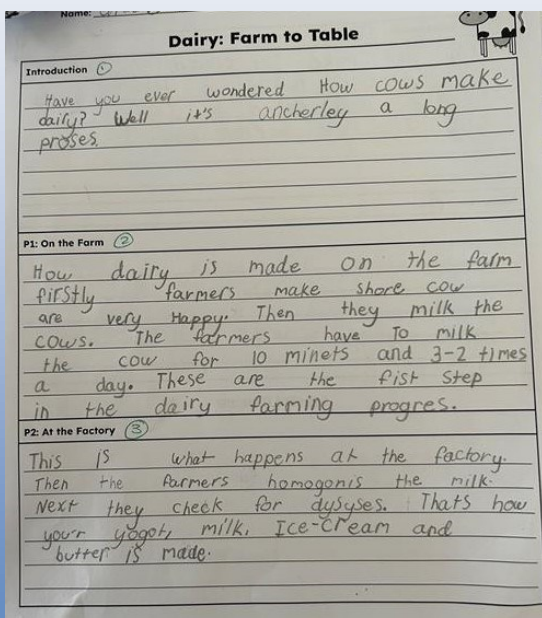 Name:
Dairy: Farm to Table
Introduction 1
Have you ever wondered How cows make
dairy? Well it's ancherley a long
proses.
P1: On the Farm 2
How dairy is made on the farm
firstly farmers make shore cow
are very Happy. Then they milk the
cows. The farmers have To milk
the cow for 10 minets and 3-2 times
a day. These are the fist step
in the dairy farming progres.
P2: At the Factory 3
This is what happens at the factory.
Then the farmers homogonis the milk.
Next they check for dysyses. Thats how
you'r yogot, milk, Ice-Cream and
butter is made.